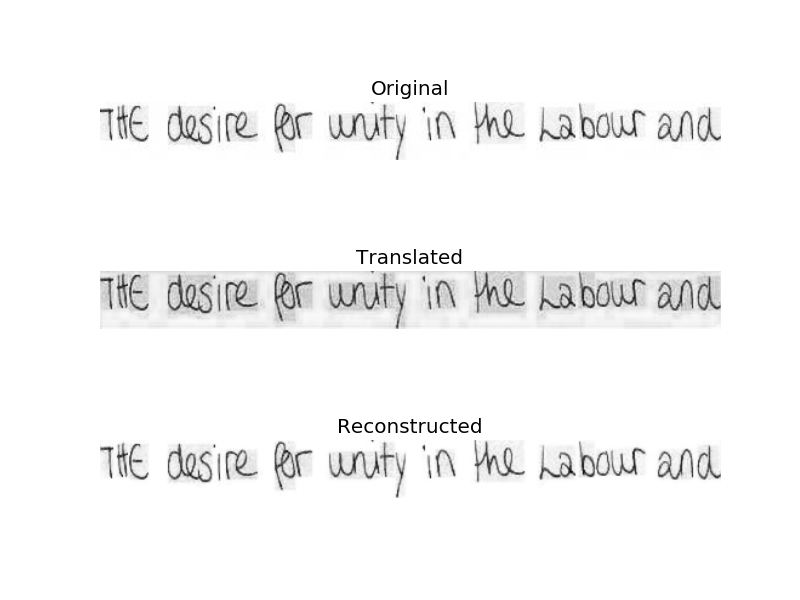 Original
THE desire for unity in the Labour and
Translated
THE desire for unity in the Labour and
Reconstructed
THE desire for unity in the Labour and